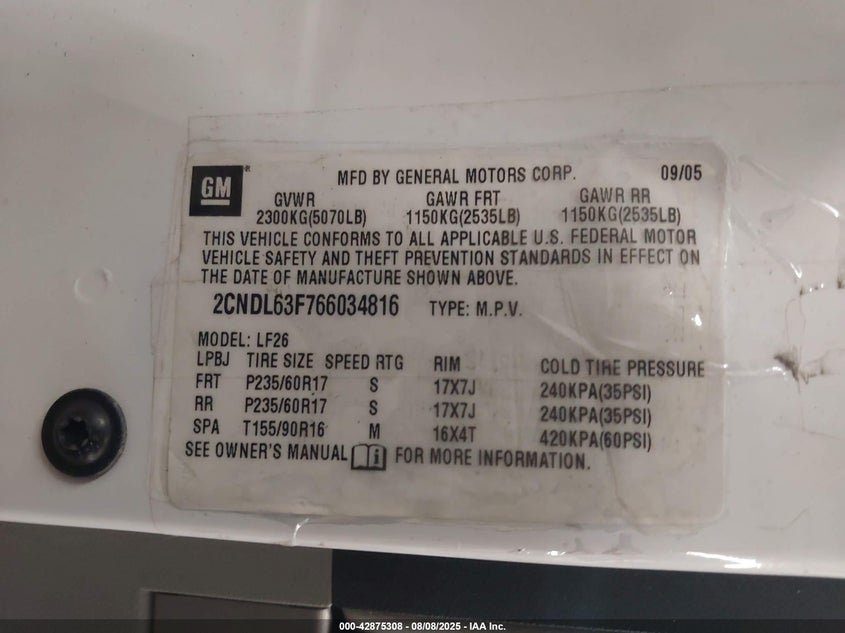 GM ® MFD BY GENERAL MOTORS CORP. 09/05
GVWR GAWR FRT GAWR RR
2300KG(5070LB) 1150KG(2535LB) 1150KG(2535LB)
THIS VEHICLE CONFORMS TO ALL APPLICABLE U.S. FEDERAL MOTOR
VEHICLE SAFETY AND THEFT PREVENTION STANDARDS IN EFFECT ON
THE DATE OF MANUFACTURE SHOWN ABOVE.
2CNDL63F766034816 TYPE: M.P.V.
MODEL: LF26
LPBJ TIRE SIZE SPEED RTG RIM COLD TIRE PRESSURE
FRT P235/60R17 S 17X7J 240KPA(35PSI)
RR P235/60R17 S 17X7J 240KPA(35PSI)
SPA T155/90R16 M 16X4T 420KPA(60PSI)
SEE OWNER'S MANUAL i FOR MORE INFORMATION.
000-42875308 - 08/08/2025 - IAA Inc.